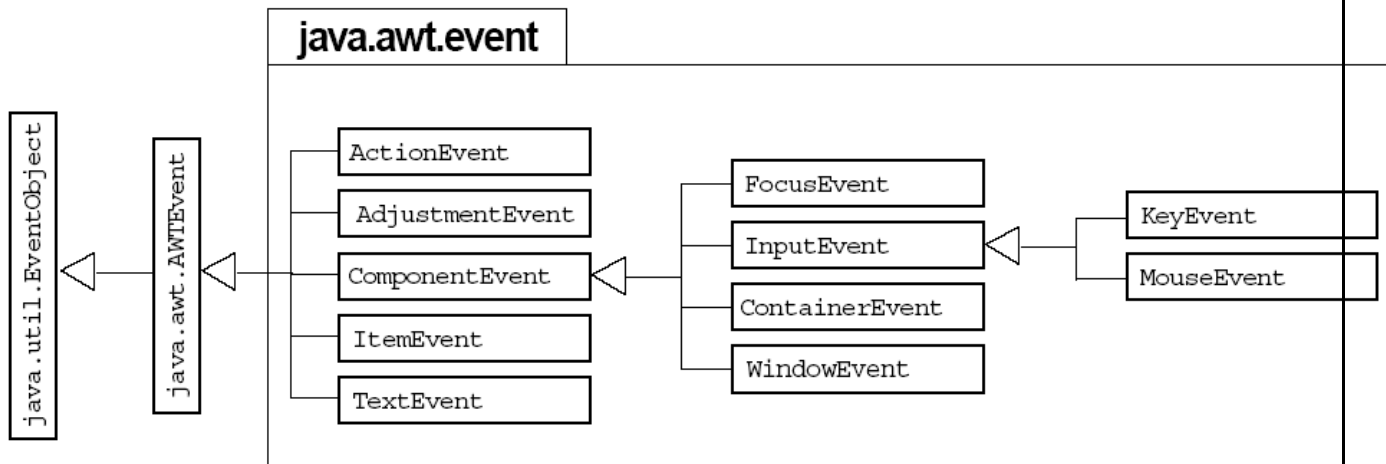 java.awt.event
java.util.EventObject
java.awt.AWTEvent
ActionEvent
AdjustmentEvent
ComponentEvent
ItemEvent
TextEvent
FocusEvent
InputEvent
ContainerEvent
WindowEvent
KeyEvent
MouseEvent